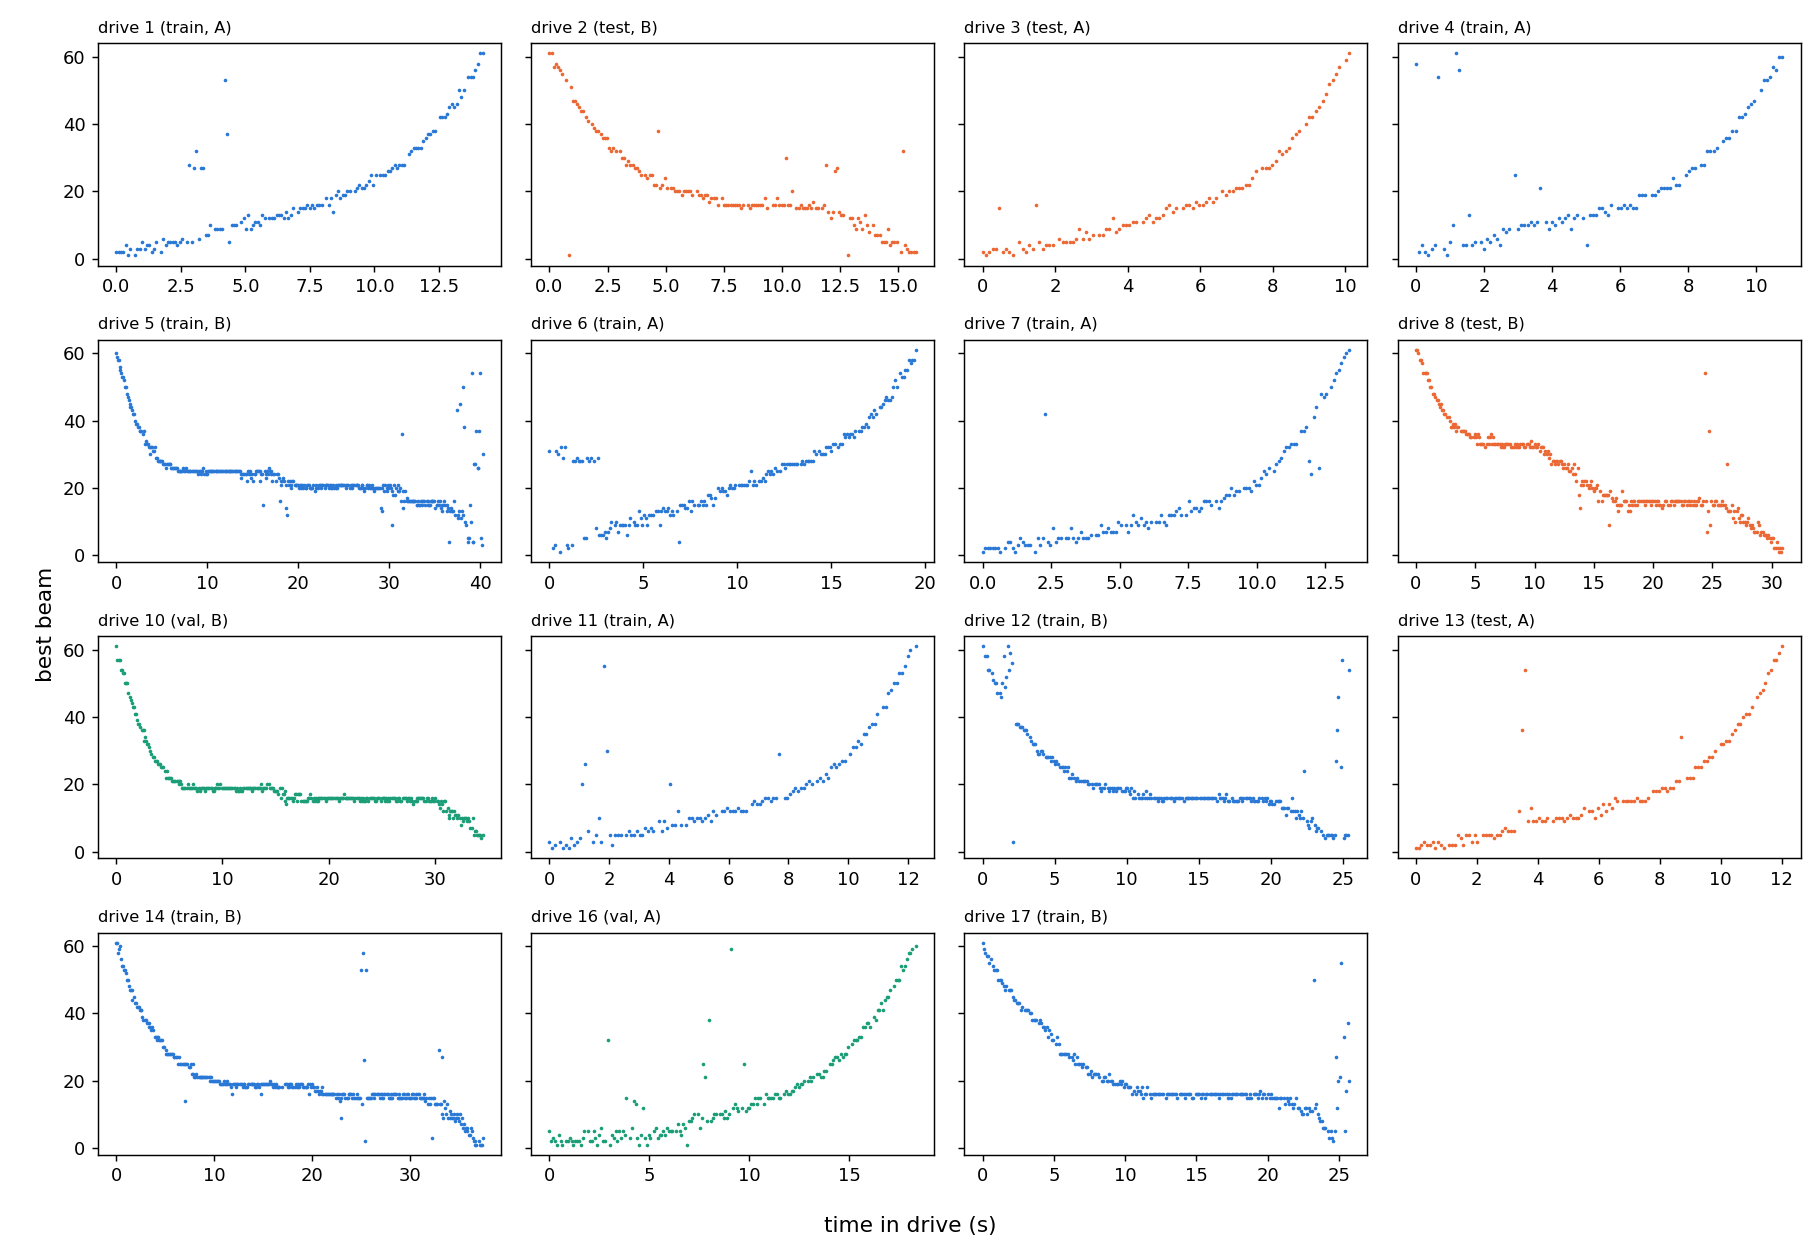 drive 1 (train, A)
drive 2 (test, B)
drive 3 (test, A)
drive 4 (train, A)
60
40
20
0
0.0 2.5 5.0 7.5 10.0 12.5
0.0 2.5 5.0 7.5 10.0 12.5 15.0
0 2 4 6 8 10
0 2 4 6 8 10
drive 5 (train, B)
drive 6 (train, A)
drive 7 (train, A)
drive 8 (test, B)
60
40
20
0
0 10 20 30 40
0 5 10 15 20
0.0 2.5 5.0 7.5 10.0 12.5
0 5 10 15 20 25 30
best beam
drive 10 (val, B)
drive 11 (train, A)
drive 12 (train, B)
drive 13 (test, A)
60
40
20
0
0 10 20 30
0 2 4 6 8 10 12
0 5 10 15 20 25
0 2 4 6 8 10 12
drive 14 (train, B)
drive 16 (val, A)
drive 17 (train, B)
60
40
20
0
0 10 20 30
0 5 10 15
0 5 10 15 20 25
time in drive (s)